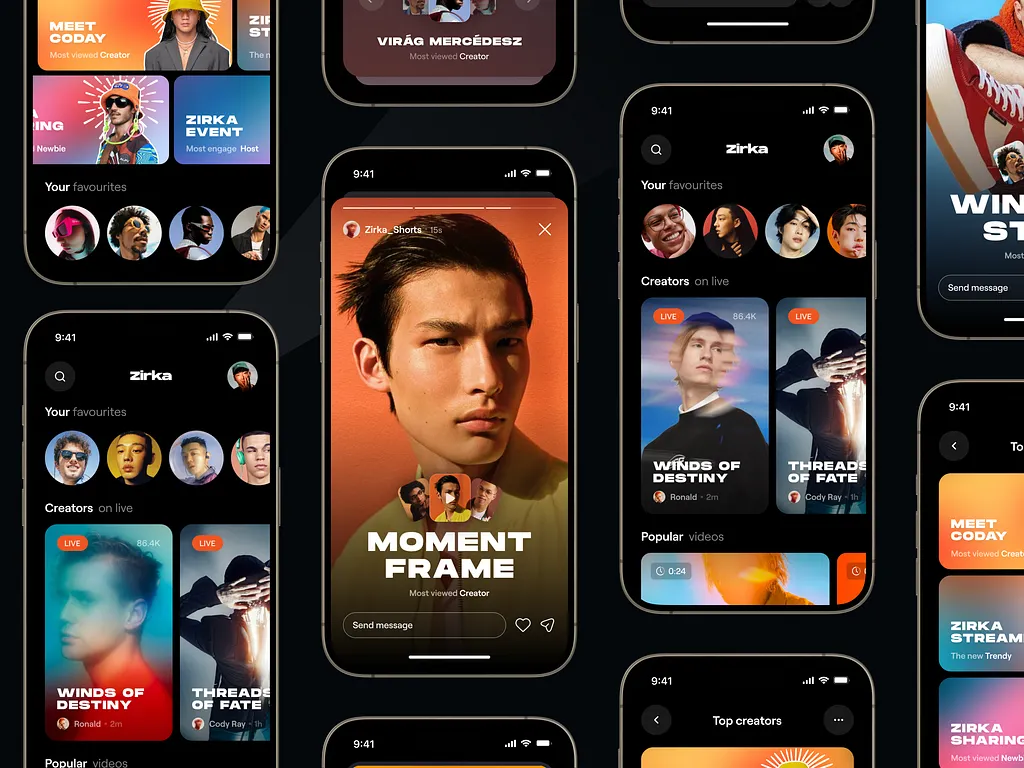 MEET
CODAY
Most viewed Creator
ZIR
ST
The n
A
RING
Newbie
ZIRKA
EVENT
Most engage Host
Your favourites
9:41
zirka
Your favourites
Creators on live
LIVE
86.4K
WINDS OF
DESTINY
Ronald • 2m
LIVE
THREADS
OF FATE
Cody Ray • 1h
Popular videos
VIRÁG MERCÉDESZ
Most viewed Creator
9:41
Zirka_Shorts 15s
MOMENT
FRAME
Most viewed Creator
Send message
9:41
9:41
zirka
Your favourites
Creators on live
LIVE
86.4K
WINDS OF
DESTINY
Ronald • 2m
LIVE
THREADS
OF FATE
Cody Ray • 1h
Popular videos
0:24
0:
9:41
Top creators
WIN
ST
Most
Send message
9:41
To
MEET
CODAY
Most viewed Creato
ZIRKA
STREAM
The new Trendy
ZIRKA
SHARING
Most viewed Newb